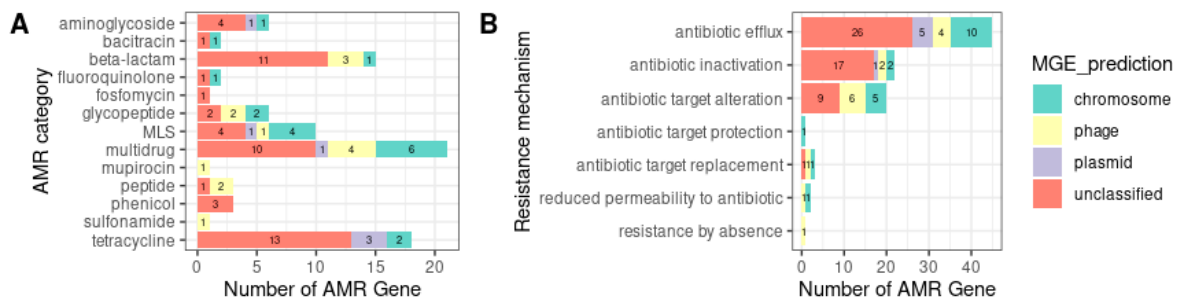 A
AMR category
aminoglycoside 4 1 1
bacitracin 1 1
beta-lactam 11 3 1
fluoroquinolone 1 1
fosfomycin 1
glycopeptide 2 2 2
MLS 4 1 1 4
multidrug 10 1 4 6
mupirocin 1
peptide 1 2
phenicol 3
sulfonamide 1
tetracycline 13 3 2
0 5 10 15 20
Number of AMR Gene
B
Resistance mechanism
antibiotic efflux 26 5 4 10
antibiotic inactivation 17 1 2 2
antibiotic target alteration 9 6 5
antibiotic target protection 1
antibiotic target replacement 1 1 1
reduced permeability to antibiotic 1 1
resistance by absence 1
0 10 20 30 40
Number of AMR Gene
MGE_prediction
chromosome
phage
plasmid
unclassified